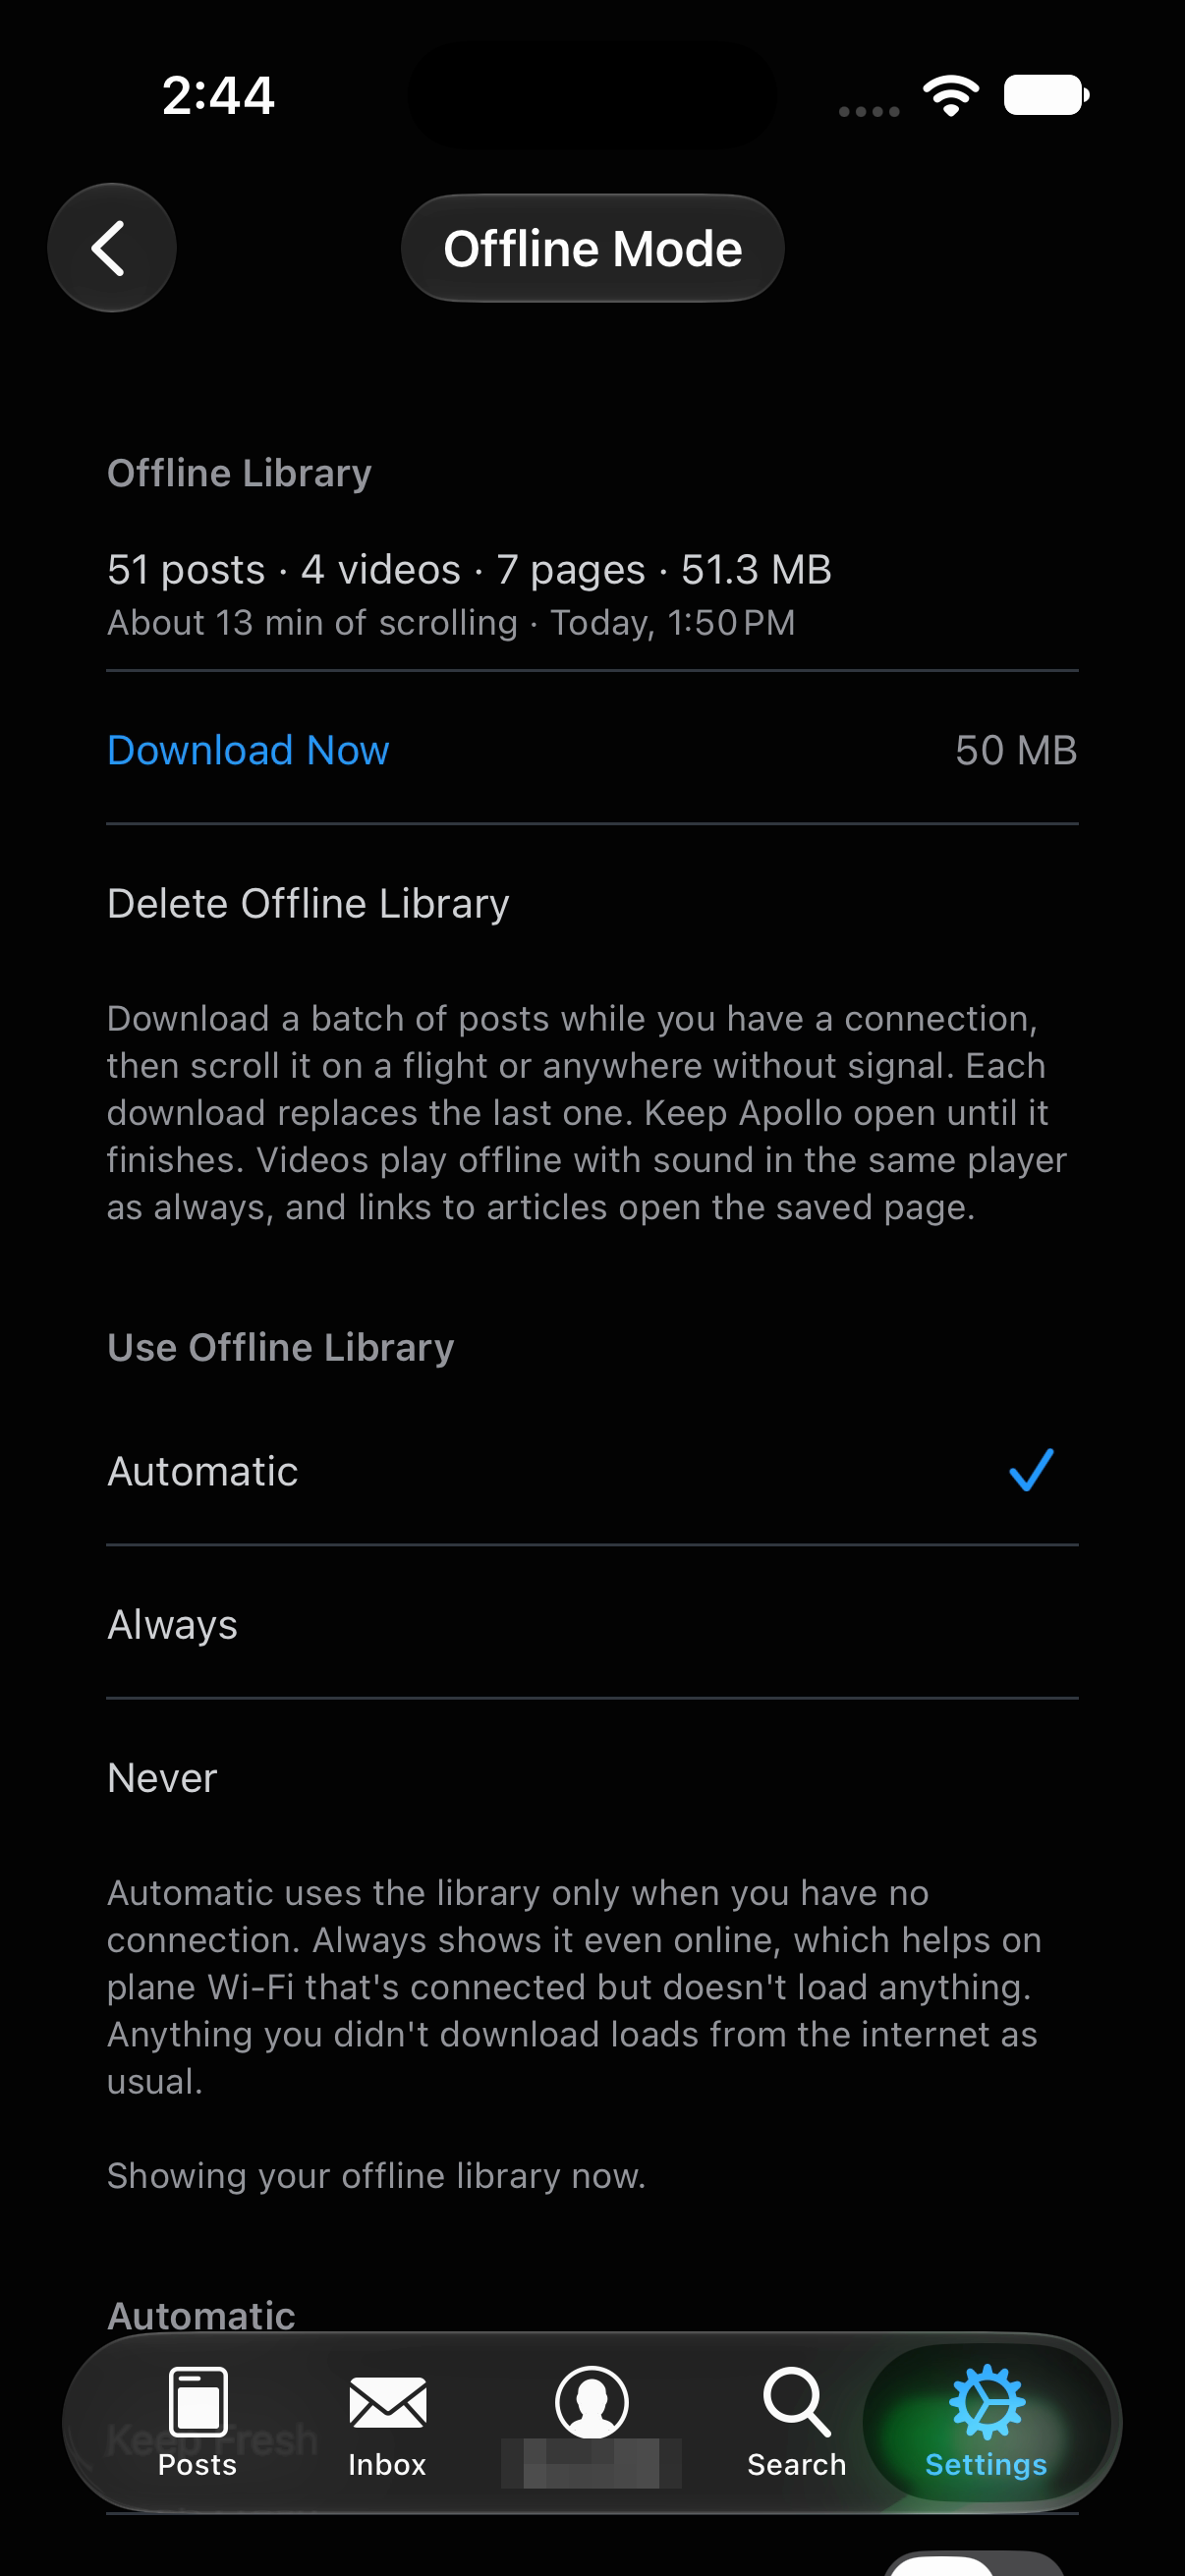 2:44
Offline Mode
Offline Library
51 posts · 4 videos · 7 pages · 51.3 MB
About 13 min of scrolling · Today, 1:50 PM
Download Now 50 MB
Delete Offline Library
Download a batch of posts while you have a connection,
then scroll it on a flight or anywhere without signal. Each
download replaces the last one. Keep Apollo open until it
finishes. Videos play offline with sound in the same player
as always, and links to articles open the saved page.
Use Offline Library
Automatic
Always
Never
Automatic uses the library only when you have no
connection. Always shows it even online, which helps on
plane Wi-Fi that's connected but doesn't load anything.
Anything you didn't download loads from the internet as
usual.
Showing your offline library now.
Automatic
Keep Fresh
Posts Inbox Search Settings